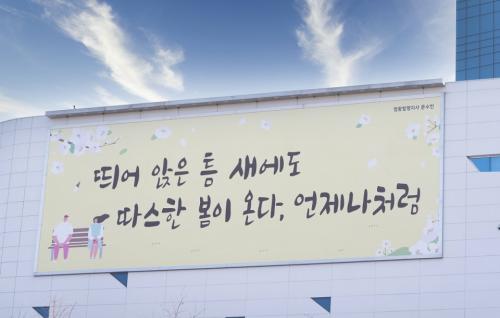 띄어 앉은 틈 새에도
따스한 봄이 온다, 언제나처럼